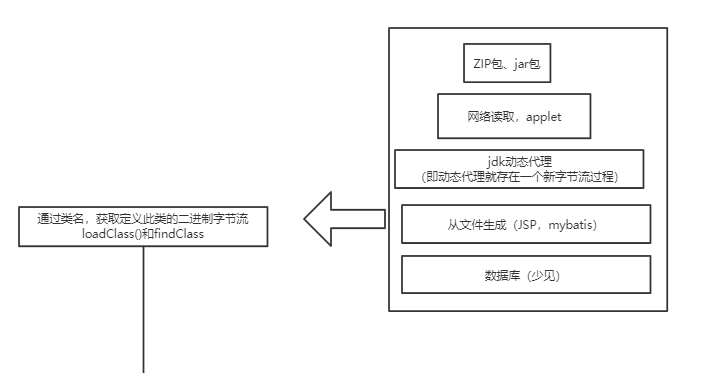 ZIP包、jar包
网络读取，applet
jdk动态代理
（即动态代理就存在一个新字节流过程）
通过类名，获取定义此类的二进制字节流
loadClass()和findClass
从文件生成（JSP，mybatis）
数据库（少见）